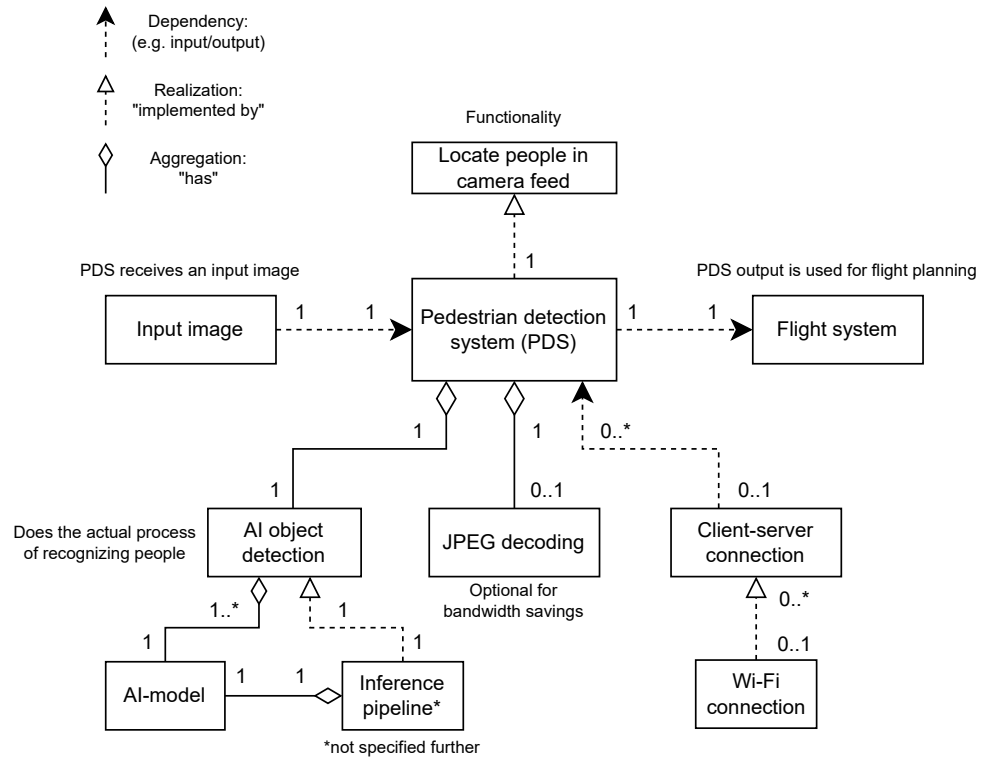 Dependency:
(e.g. input/output)
Realization:
"implemented by"
Aggregation:
"has"
Functionality
Locate people in
camera feed
1
PDS receives an input image
PDS output is used for flight planning
Input image
1
1
Pedestrian detection
system (PDS)
1
1
Flight system
1
1
0..*
1
0..1
0..1
Does the actual process
of recognizing people
AI object
detection
JPEG decoding
Client-server
connection
Optional for
bandwidth savings
1..*
1
0..*
1
1
0..1
AI-model
1
1
Inference
pipeline*
Wi-Fi
connection
*not specified further